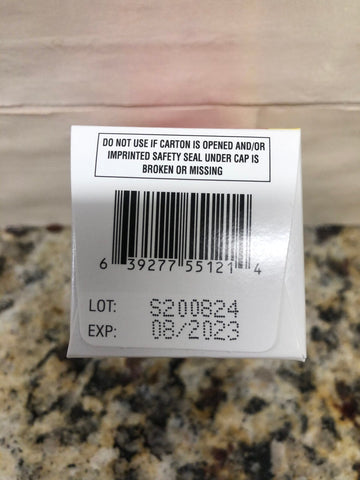 DO NOT USE IF CARTON IS OPENED AND/OR
IMPRINTED SAFETY SEAL UNDER CAP IS
BROKEN OR MISSING
6 39277 55121 4
LOT: S200824
EXP: 08/2023